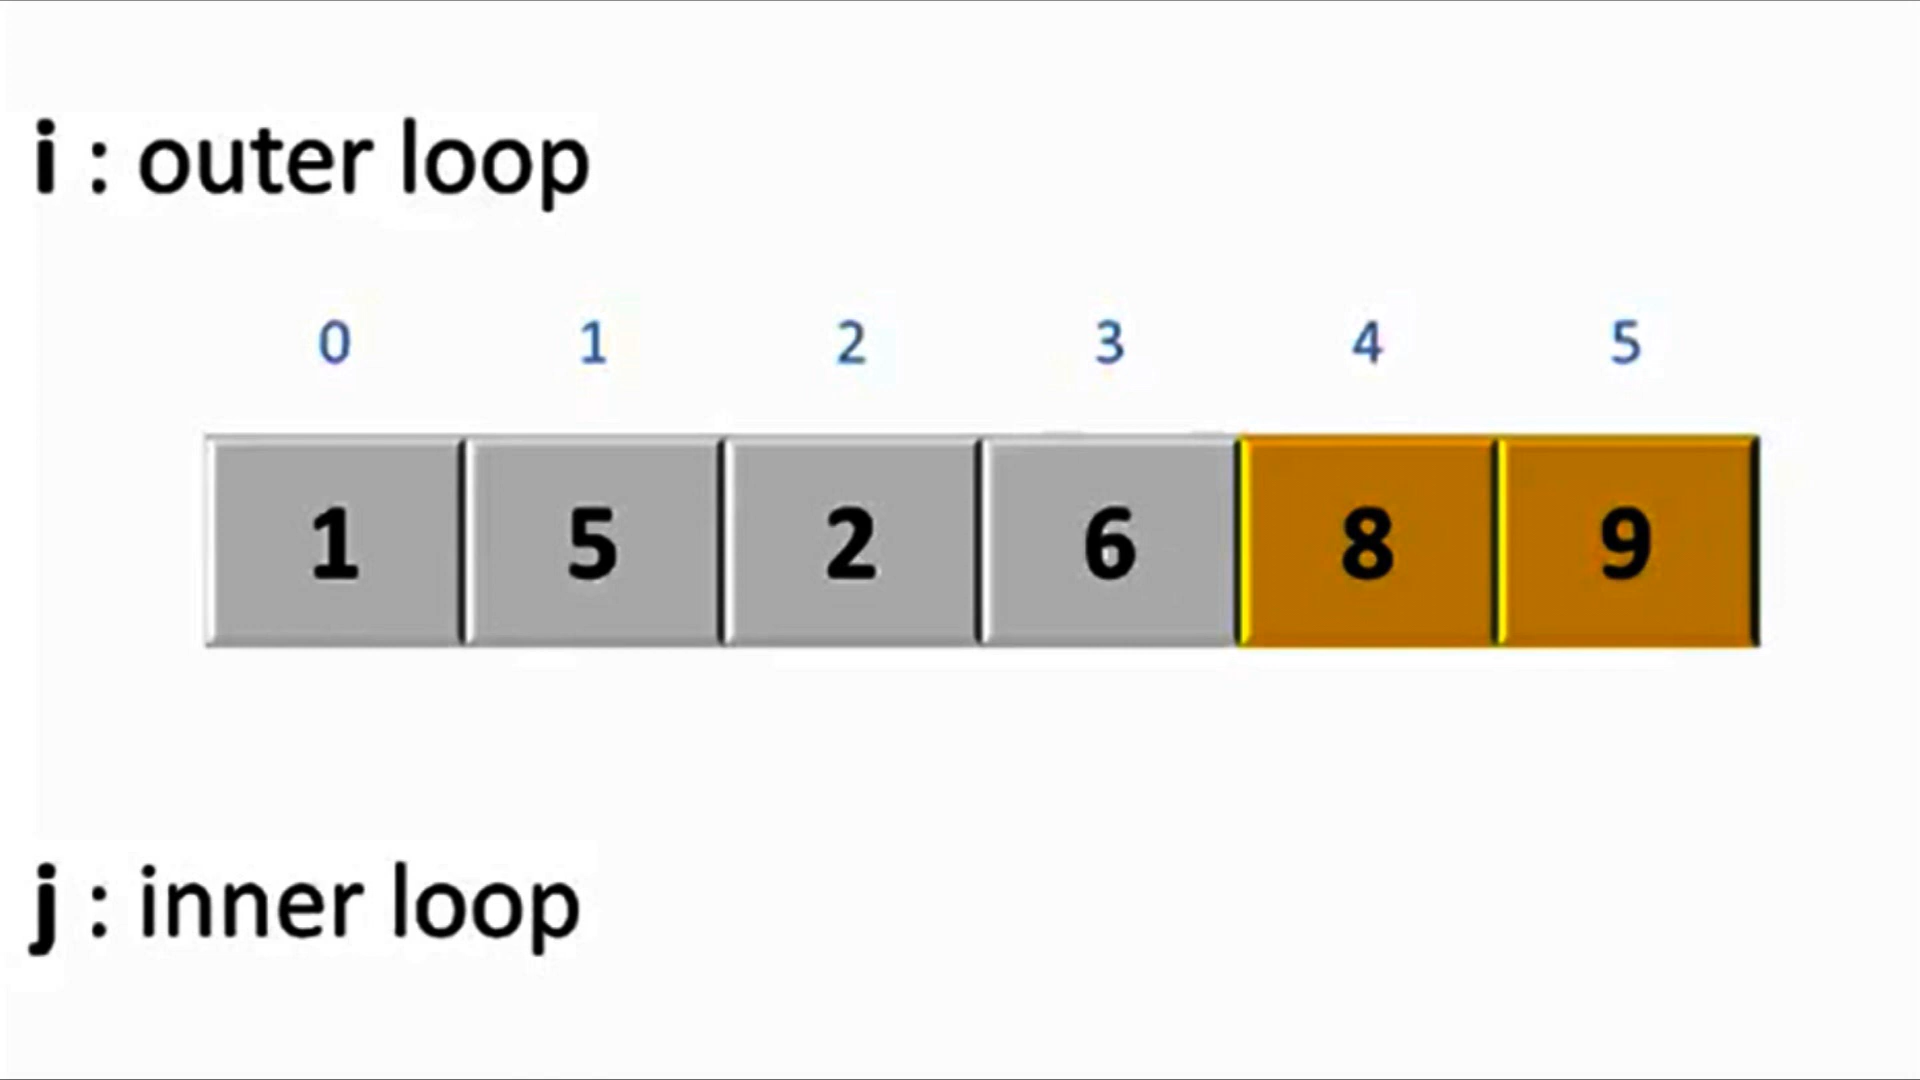 i : outer loop
0 1 2 3 4 5
1 5 2 6 8 9
j : inner loop